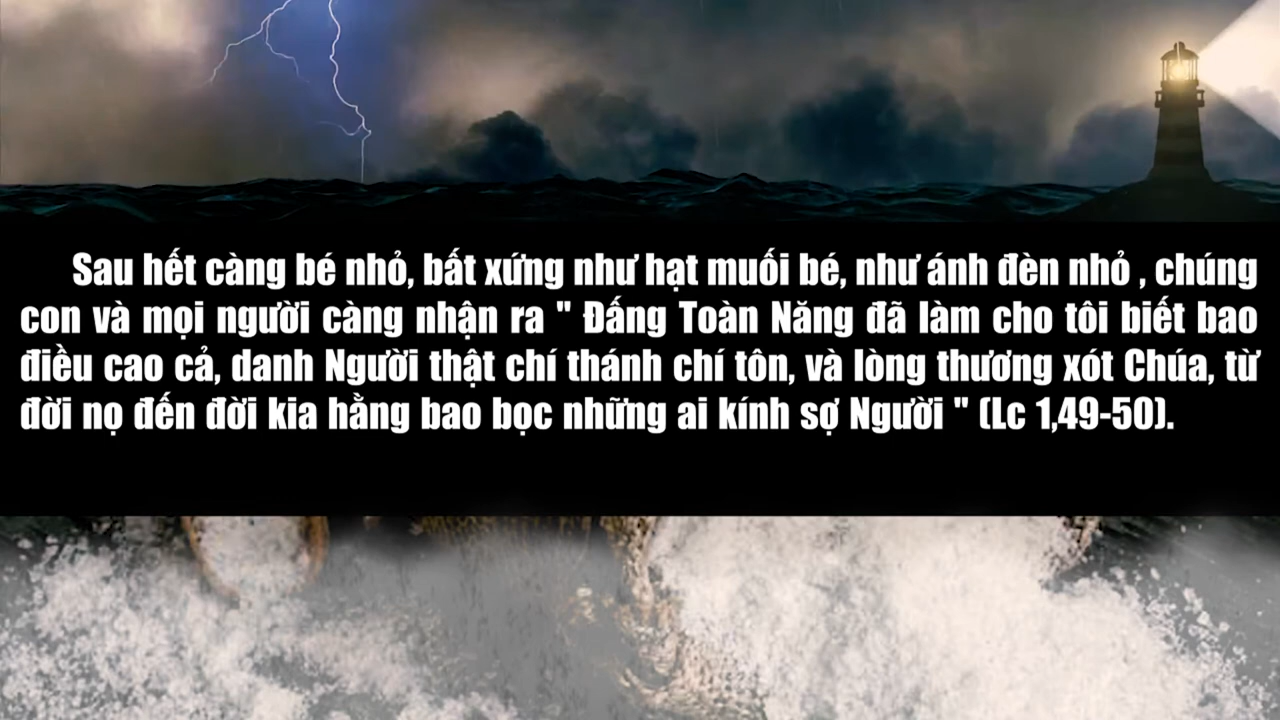 Sau hết càng bé nhỏ, bất xứng như hạt muối bé, như ánh đèn nhỏ , chúng
con và mọi người càng nhận ra " Đấng Toàn Năng đã làm cho tôi biết bao
điều cao cả, danh Người thật chí thánh chí tôn, và lòng thương xót Chúa, từ
đời nọ đến đời kia hằng bao bọc những ai kính sợ Người " (Lc 1,49-50).